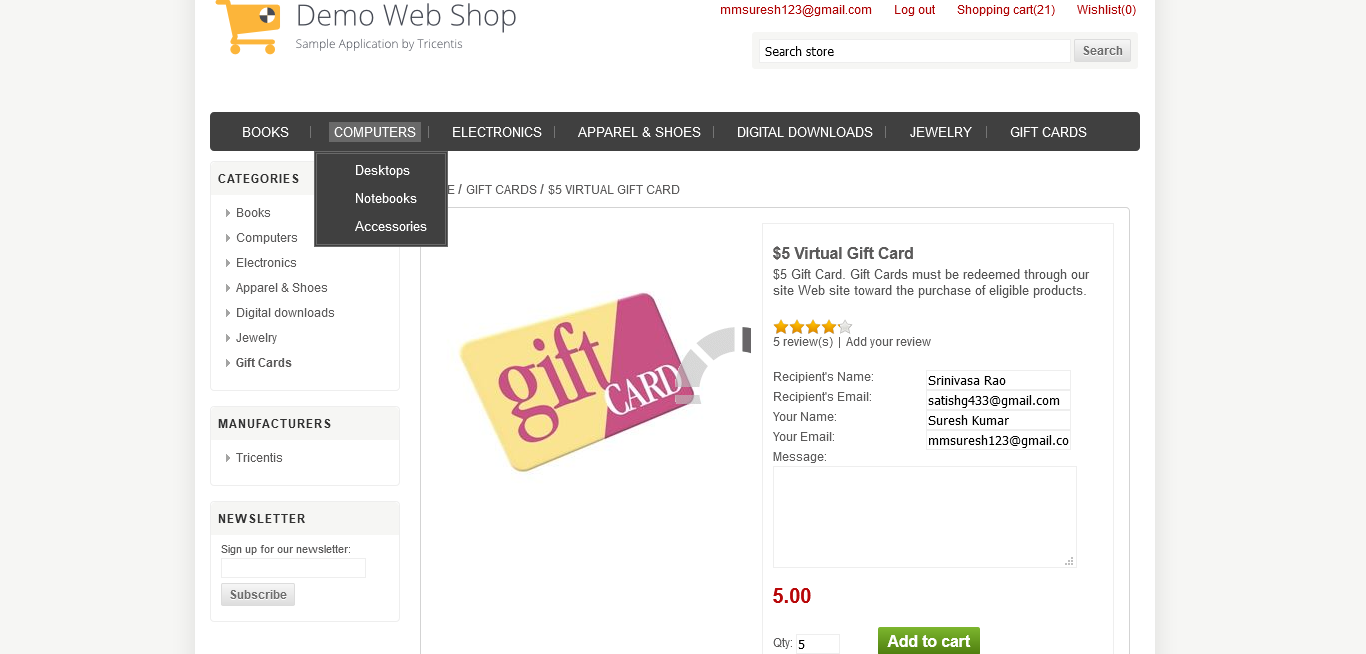 Demo Web Shop
Sample Application by Tricentis
mmsuresh123@gmail.com Log out Shopping cart(21) Wishlist(0)
Search store Search
BOOKS COMPUTERS ELECTRONICS APPAREL & SHOES DIGITAL DOWNLOADS JEWELRY GIFT CARDS
Desktops
Notebooks
Accessories
CATEGORIES
Books
Computers
Electronics
Apparel & Shoes
Digital downloads
Jewelry
Gift Cards
MANUFACTURERS
Tricentis
NEWSLETTER
Sign up for our newsletter:
Subscribe
E / GIFT CARDS / $5 VIRTUAL GIFT CARD
gift
CARD
$5 Virtual Gift Card
$5 Gift Card. Gift Cards must be redeemed through our
site Web site toward the purchase of eligible products.
5 review(s) | Add your review
Recipient's Name: Srinivasa Rao
Recipient's Email: satishg433@gmail.com
Your Name: Suresh Kumar
Your Email: mmsuresh123@gmail.co
Message:
5.00
Qty: 5 Add to cart